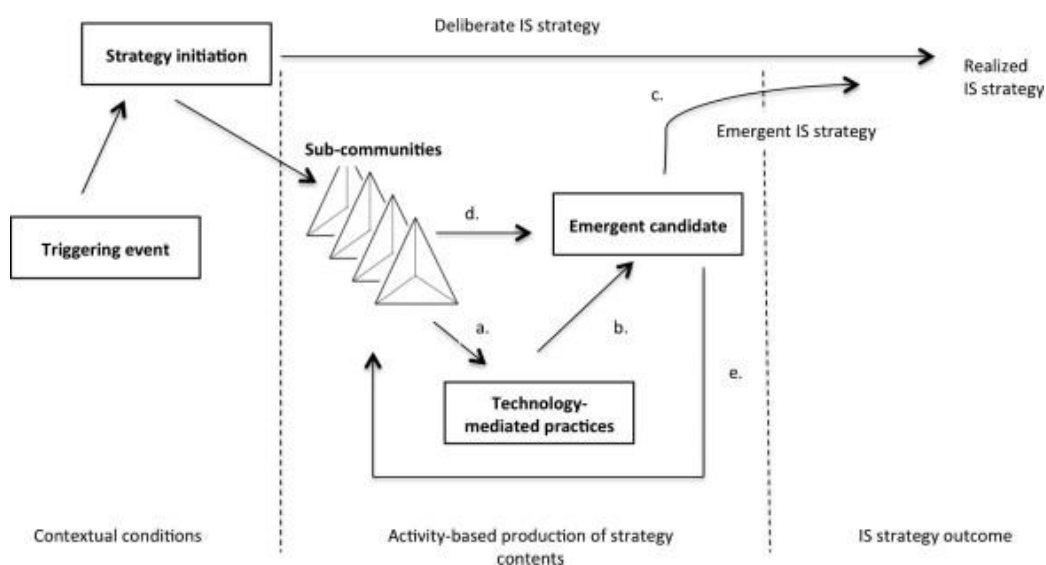 Deliberate IS strategy
Strategy initiation
Realized
IS strategy
c.
Emergent IS strategy
Sub-communities
d.
Emergent candidate
Triggering event
a.
b.
e.
Technology-
mediated practices
Contextual conditions
Activity-based production of strategy
contents
IS strategy outcome